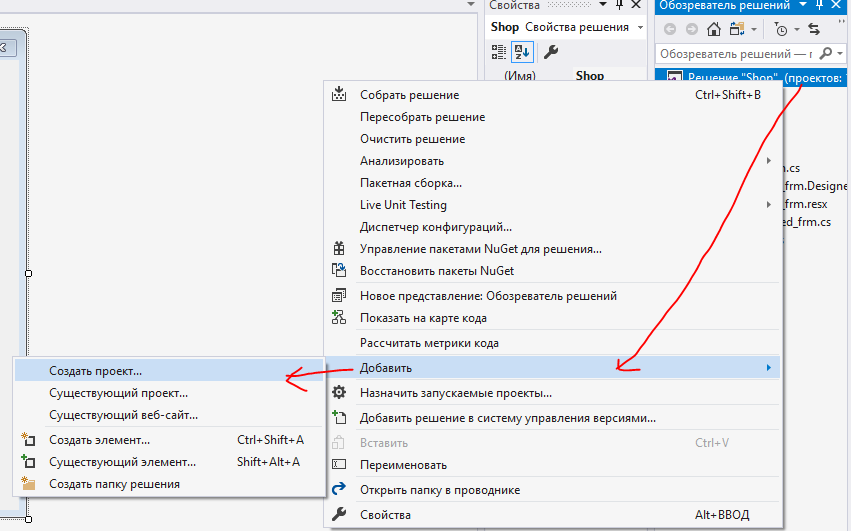 Свойства
Обозреватель решений
Shop Свойства решения
Обозреватель решений —
(Имя) Shop
Решение "Shop" (проектов:
Собрать решение Ctrl+Shift+B
Пересобрать решение
Очистить решение
Анализировать
Пакетная сборка...
Live Unit Testing
Диспетчер конфигураций...
Управление пакетами NuGet для решения...
Восстановить пакеты NuGet
Новое представление: Обозреватель решений
Показать на карте кода
Рассчитать метрики кода
Добавить
Назначить запускаемые проекты...
Добавить решение в систему управления версиями...
Вставить Ctrl+V
Переименовать
Открыть папку в проводнике
Свойства Alt+ВВОД
.cs
_frm.Designe
_frm.resx
ed_frm.cs
Создать проект...
Существующий проект...
Существующий веб-сайт...
Создать элемент... Ctrl+Shift+A
Существующий элемент... Shift+Alt+A
Создать папку решения